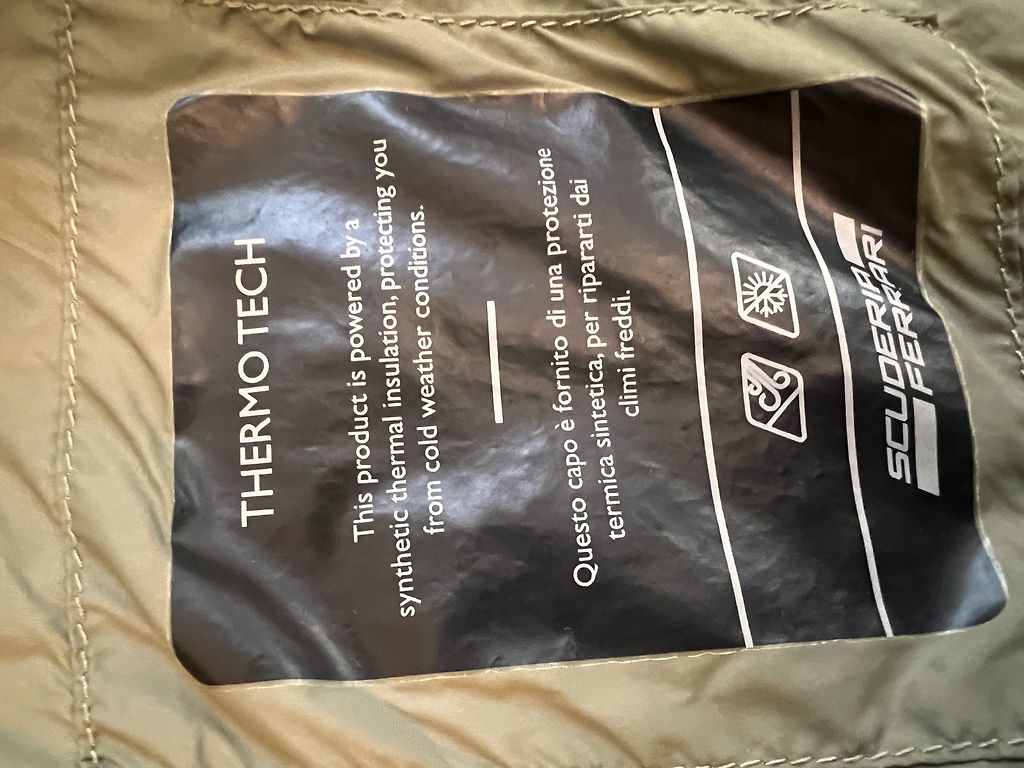 THERMOTECH
This product is powered by a
synthetic thermal insulation, protecting you
from cold weather conditions.
Questo capo è fornito di una protezione
termica sintetica, per ripararti dai
climi freddi.
SCUDERIA
FERRARI